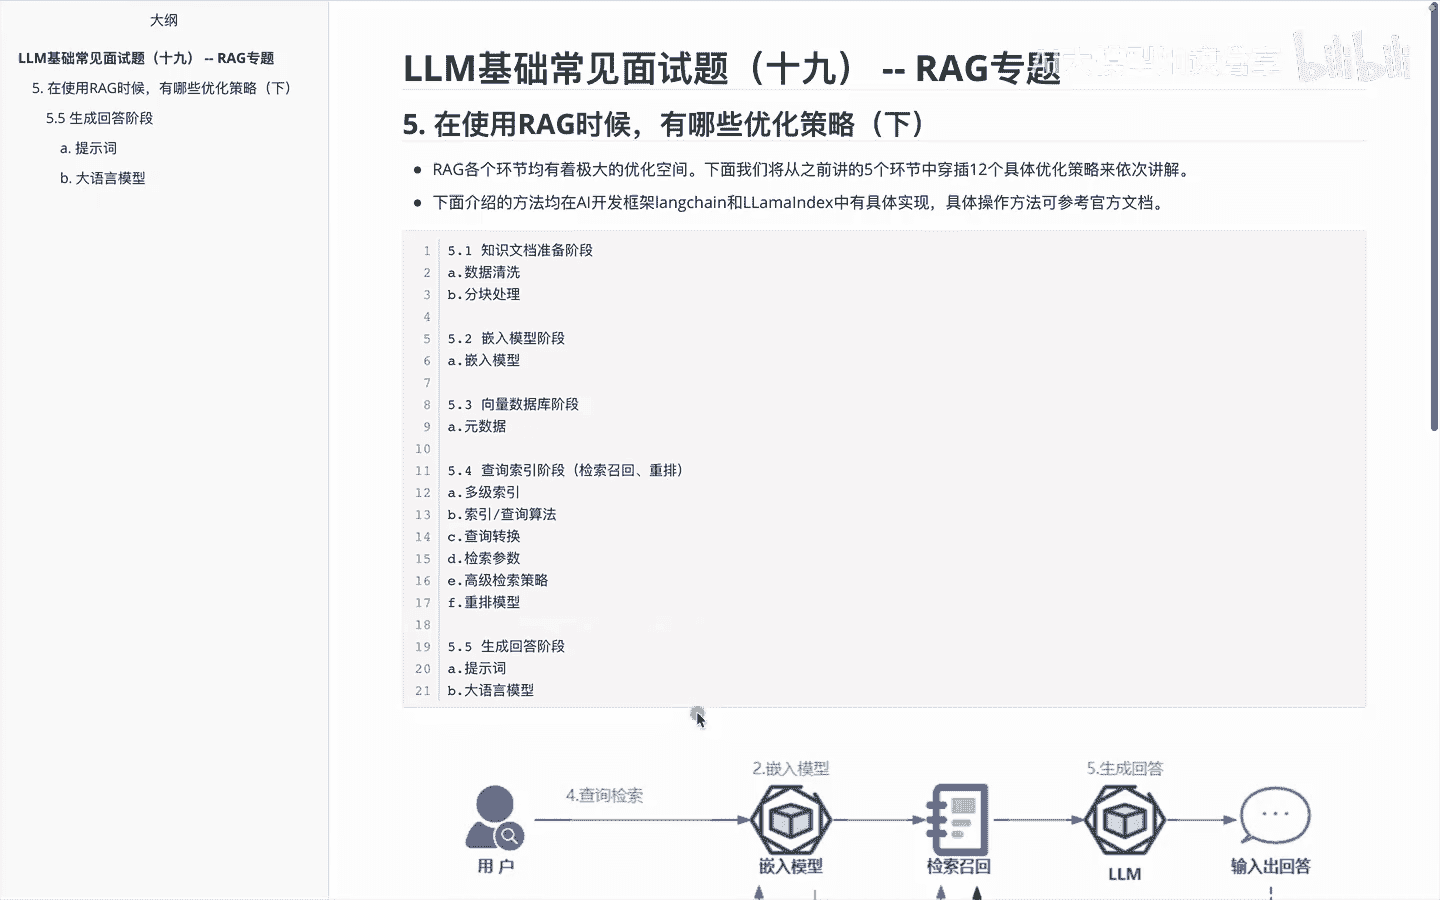 大纲
LLM基础常见面试题（十九） -- RAG专题
5. 在使用RAG时候，有哪些优化策略（下）
5.5 生成回答阶段
a. 提示词
b. 大语言模型
LLM基础常见面试题（十九） -- RAG专题
bilibili
5. 在使用RAG时候，有哪些优化策略（下）
• RAG各个环节均有着极大的优化空间。下面我们将从之前讲的5个环节中穿插12个具体优化策略来依次讲解。
• 下面介绍的方法均在AI开发框架langchain和LLamaIndex中有具体实现，具体操作方法可参考官方文档。
1 5.1 知识文档准备阶段
2 a.数据清洗
3 b.分块处理
4
5 5.2 嵌入模型阶段
6 a.嵌入模型
7
8 5.3 向量数据库阶段
9 a.元数据
10
11 5.4 查询索引阶段（检索召回、重排）
12 a.多级索引
13 b.索引/查询算法
14 c.查询转换
15 d.检索参数
16 e.高级检索策略
17 f.重排模型
18
19 5.5 生成回答阶段
20 a.提示词
21 b.大语言模型
2.嵌入模型
5.生成回答
4.查询检索
用户
嵌入模型
检索召回
LLM
输入出回答